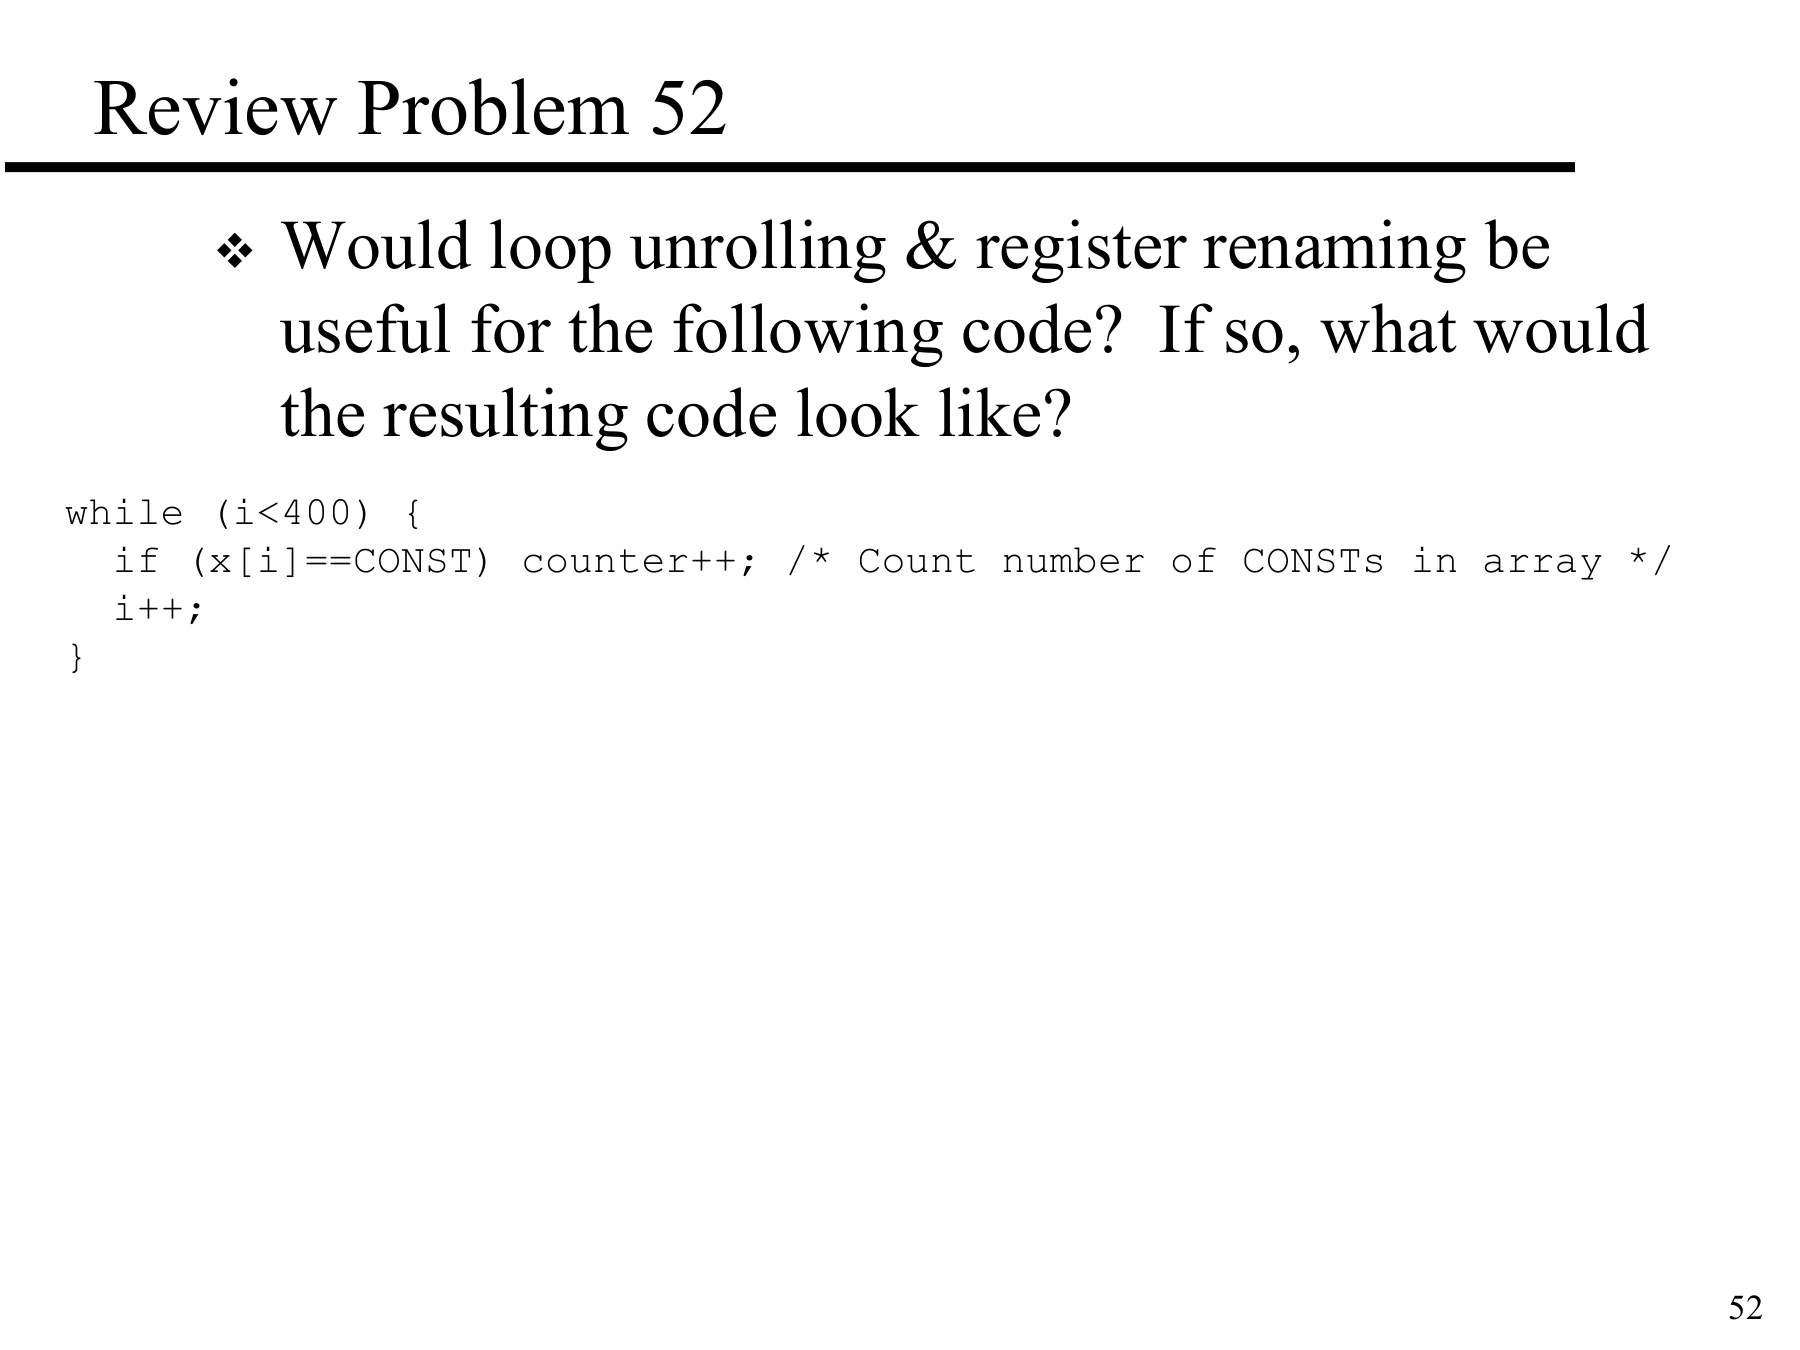 Review Problem 52
❖ Would loop unrolling & register renaming be
useful for the following code?  If so, what would
the resulting code look like?
while (i<400) {
  if (x[i]==CONST) counter++; /* Count number of CONSTs in array */
  i++;
}
52